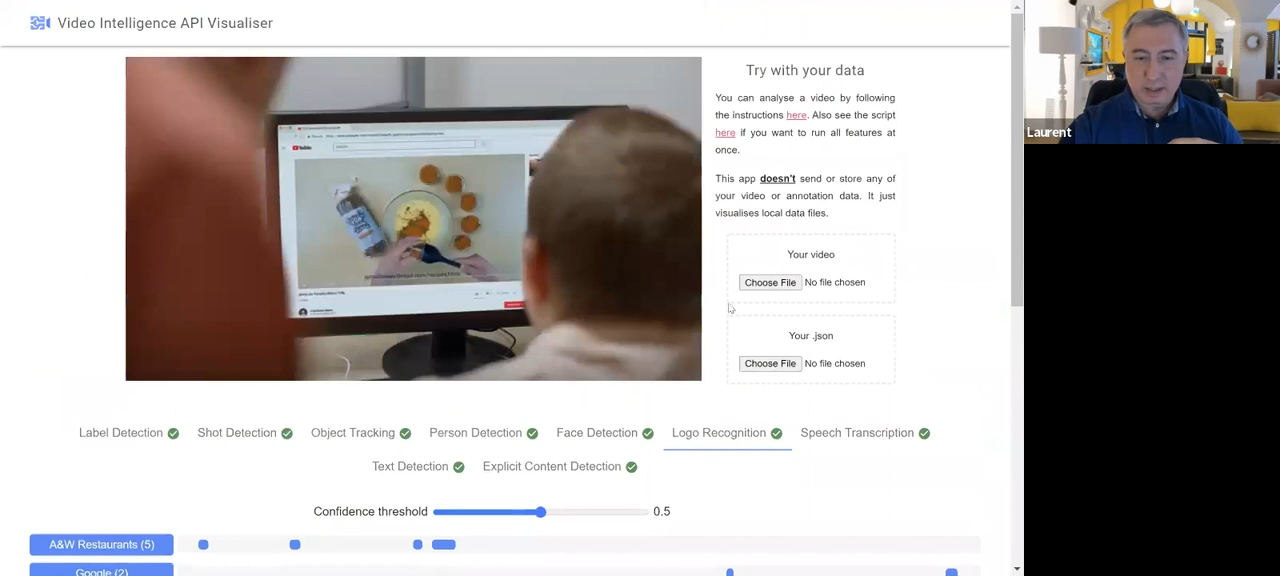 Video Intelligence API Visualiser
Try with your data
You can analyse a video by following
the instructions here. Also see the script
here if you want to run all features at
once.
This app doesn't send or store any of
your video or annotation data. It just
visualises local data files.
Your video
Choose File No file chosen
Your .json
Choose File No file chosen
Laurent
YouTube
Label Detection Shot Detection Object Tracking Person Detection Face Detection Logo Recognition Speech Transcription
Text Detection Explicit Content Detection
Confidence threshold 0.5
A&W Restaurants (5)
Google (2)